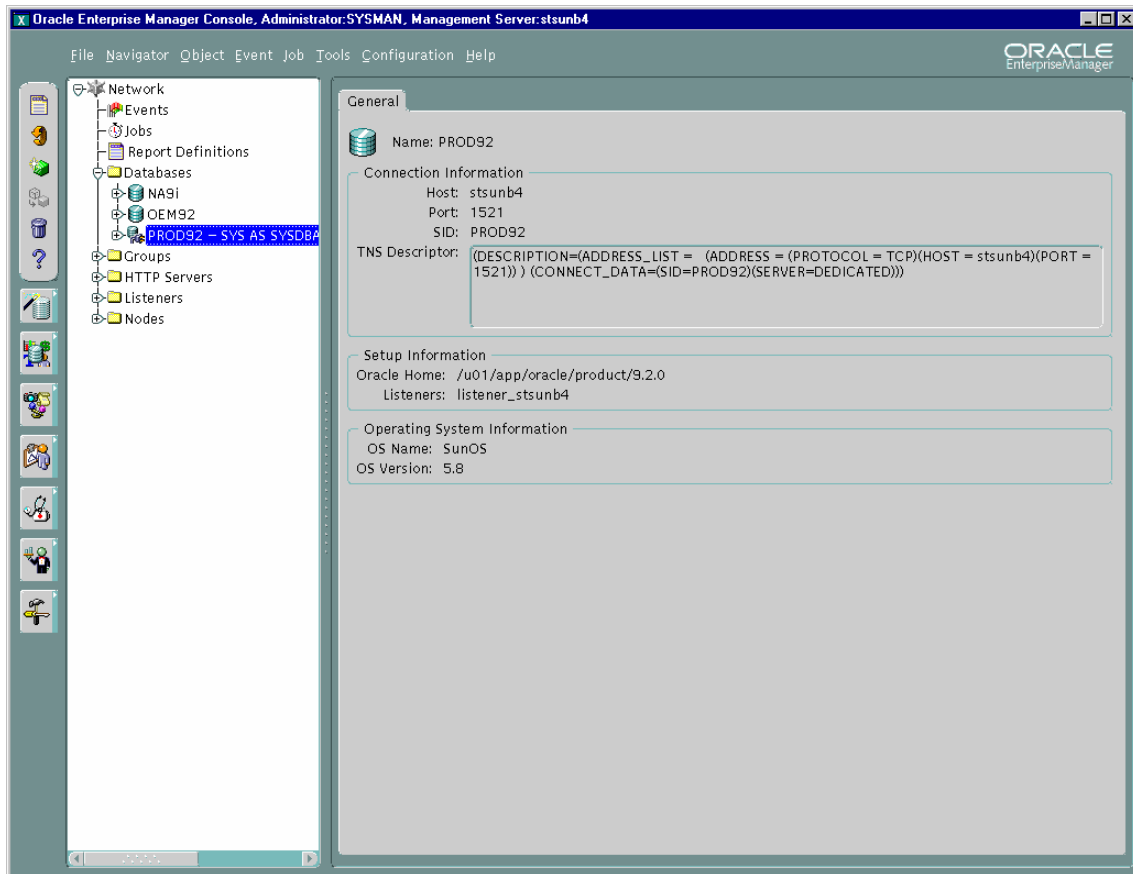 Oracle Enterprise Manager Console, Administrator:SYSMAN, Management Server:stsunb4
File Navigator Object Event Job Tools Configuration Help
ORACLE
EnterpriseManager
Network
Events
Jobs
Report Definitions
Databases
NA9i
OEM92
PROD92 – SYS AS SYSDBA
Groups
HTTP Servers
Listeners
Nodes
General
Name: PROD92
Connection Information
Host: stsunb4
Port: 1521
SID: PROD92
TNS Descriptor: (DESCRIPTION=(ADDRESS_LIST = (ADDRESS = (PROTOCOL = TCP)(HOST = stsunb4)(PORT =
1521)) ) (CONNECT_DATA=(SID=PROD92)(SERVER=DEDICATED)))
Setup Information
Oracle Home: /u01/app/oracle/product/9.2.0
Listeners: listener_stsunb4
Operating System Information
OS Name: SunOS
OS Version: 5.8